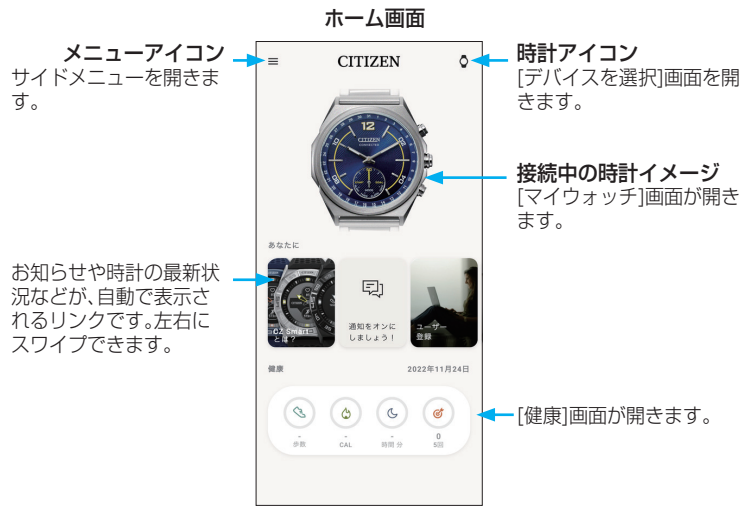 ホーム画面
メニューアイコン
サイドメニューを開きま
す。
時計アイコン
[デバイスを選択]画面を開
きます。
CITIZEN
12
CITIZEN
接続中の時計イメージ
[マイウォッチ]画面が開き
ます。
あなたに
お知らせや時計の最新状
況などが、自動で表示さ
れるリンクです。左右に
スワイプできます。
CZ Smart
とは?
通知をオンに
しましょう!
ユーザー
登録
健康
2022年11月24日
[健康]画面が開きます。
- - - 0
歩数 CAL 時間 分 5回